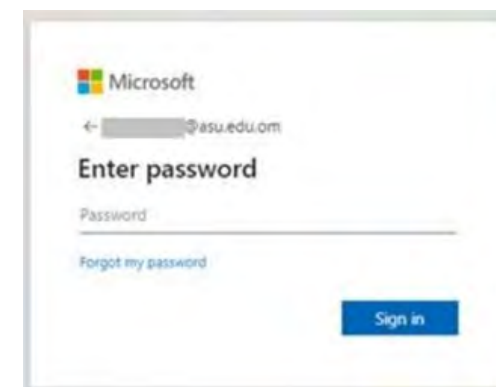 Microsoft
← @asu.edu.om
Enter password
Password
Forgot my password
Sign in